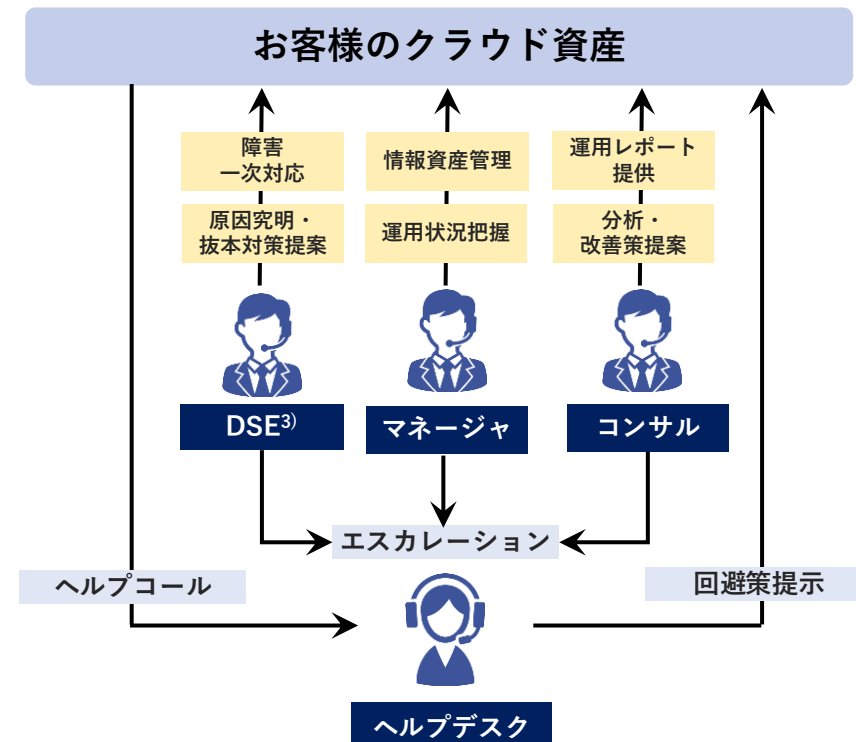 お客様のクラウド資産
障害
一次対応
情報資産管理
運用レポート
提供
原因究明・
抜本対策提案
運用状況把握
分析・
改善策提案
DSE3)
マネージャ
コンサル
エスカレーション
ヘルプコール
回避策提示
ヘルプデスク